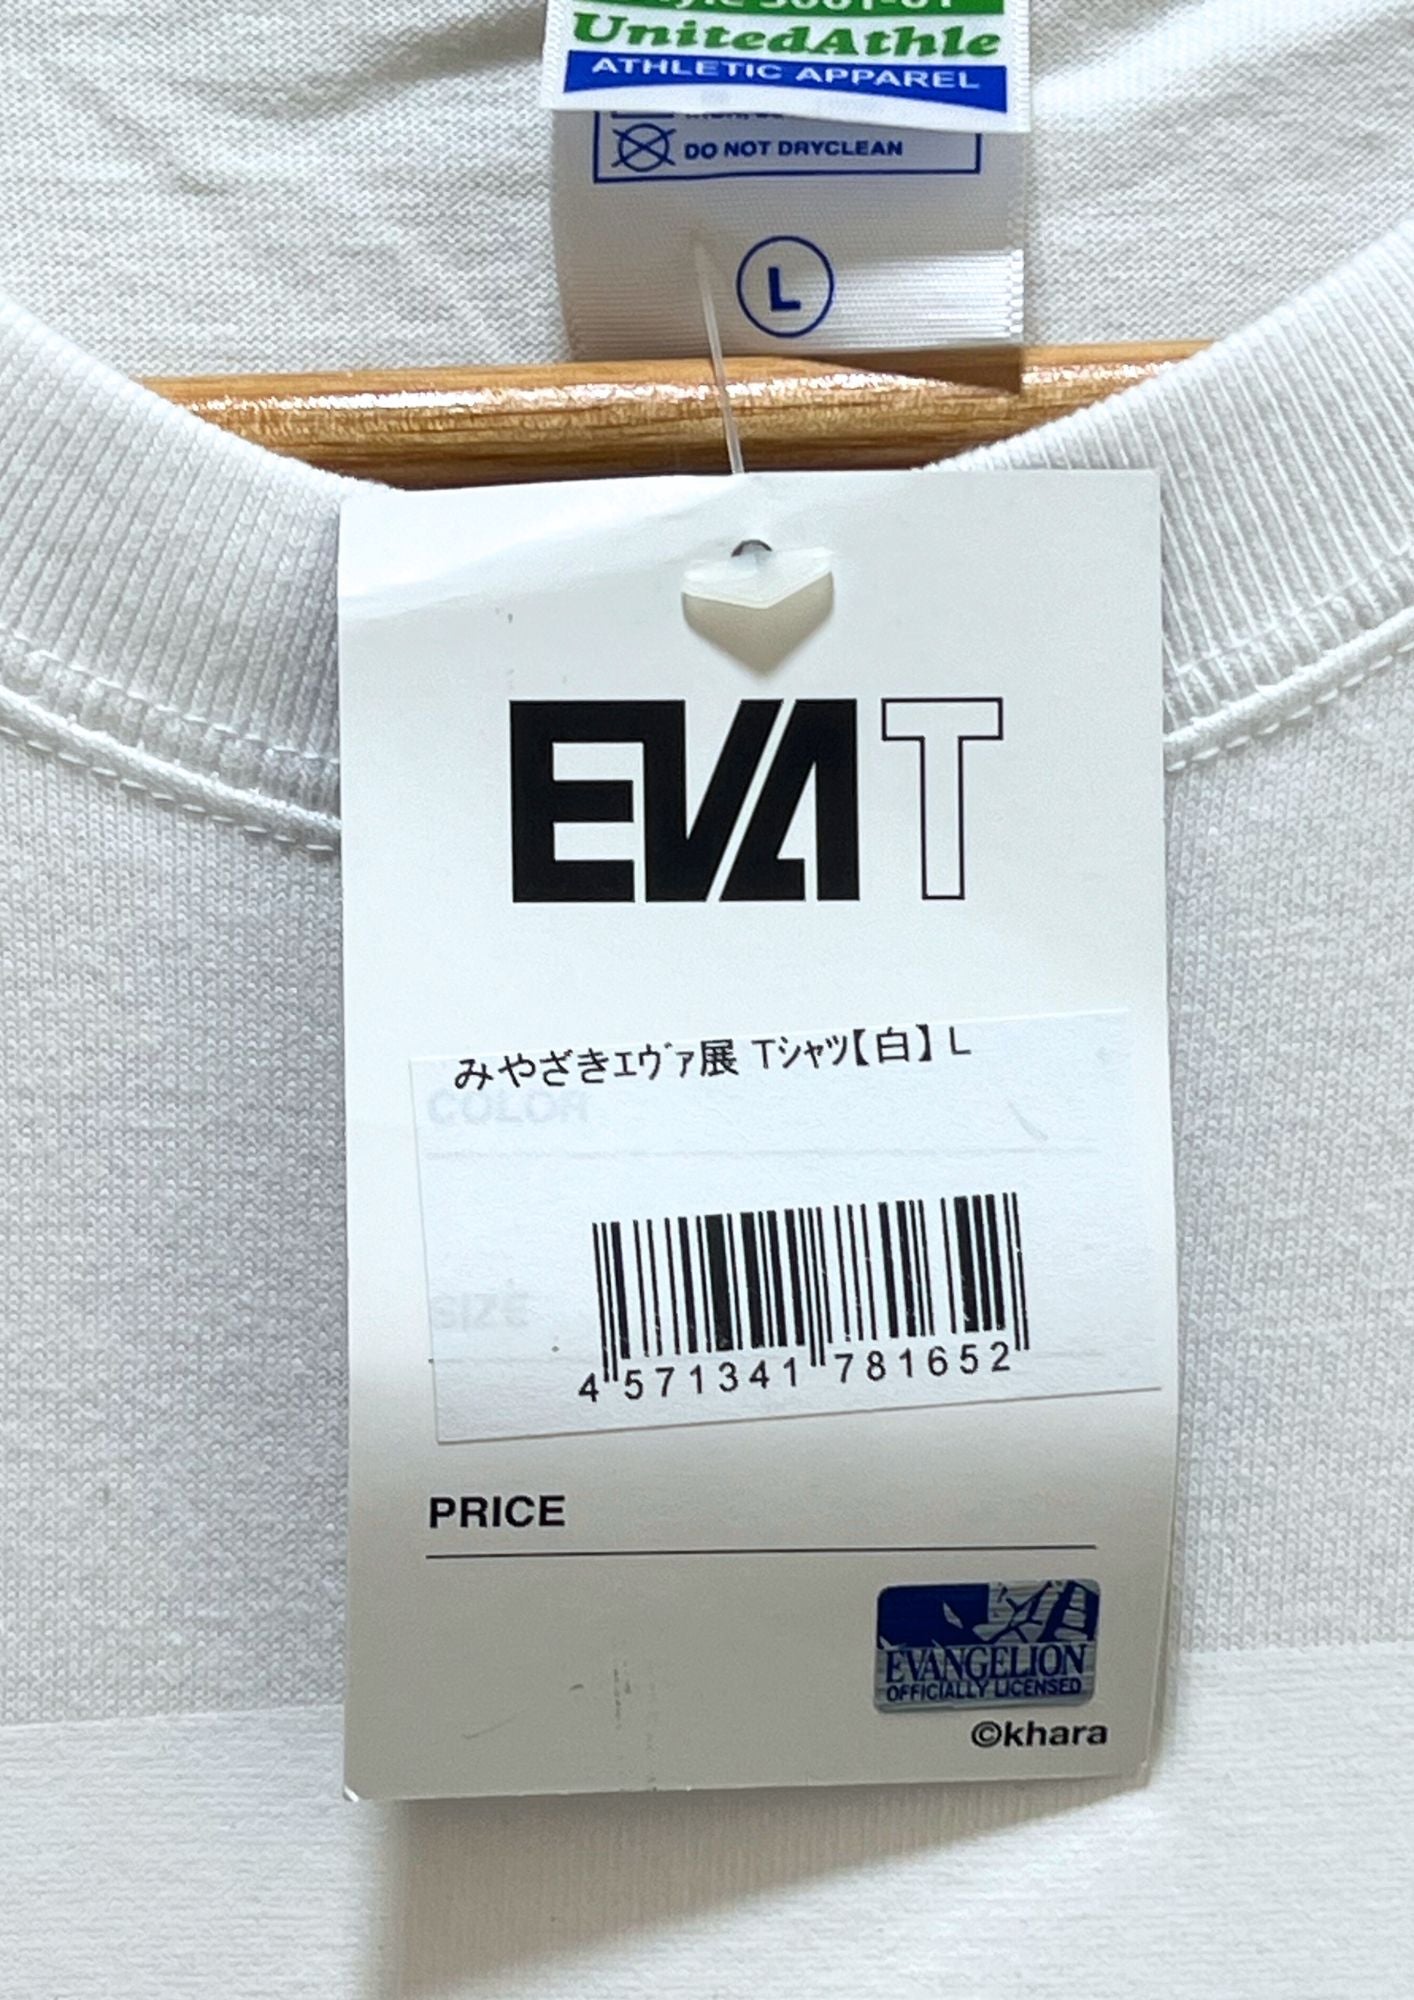 UnitedAthle
ATHLETIC APPAREL
DO NOT DRYCLEAN
L
EVA T
みやざきエヴァ展 Tシャツ【白】 L
COLOR
SIZE
4 571341 781652
PRICE
EVANGELION
OFFICIALLY LICENSED
©khara